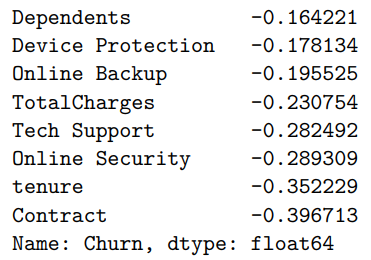 Dependents -0.164221
Device Protection -0.178134
Online Backup -0.195525
TotalCharges -0.230754
Tech Support -0.282492
Online Security -0.289309
tenure -0.352229
Contract -0.396713
Name: Churn, dtype: float64